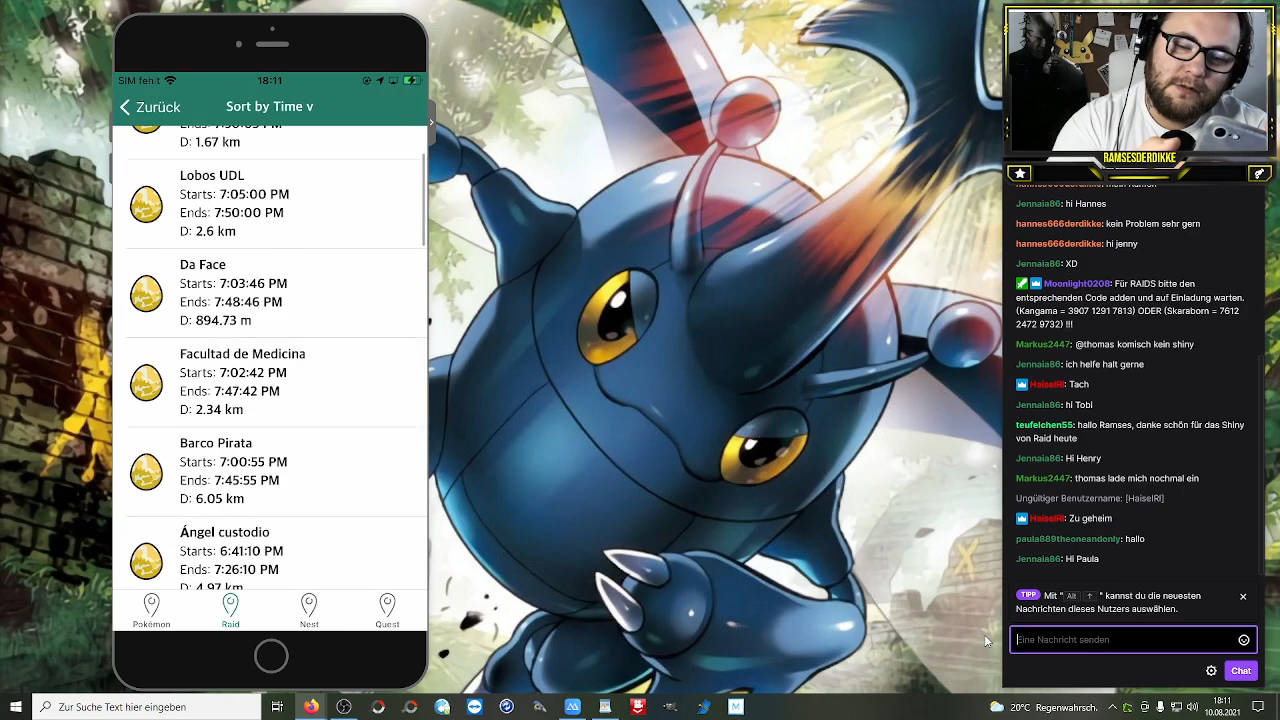 SIM fehlt
18:11
Zurück
Sort by Time v
D: 1.67 km
Lobos UDL
Starts: 7:05:00 PM
Ends: 7:50:00 PM
D: 2.6 km
Da Face
Starts: 7:03:46 PM
Ends: 7:48:46 PM
D: 894.73 m
Facultad de Medicina
Starts: 7:02:42 PM
Ends: 7:47:42 PM
D: 2.34 km
Barco Pirata
Starts: 7:00:55 PM
Ends: 7:45:55 PM
D: 6.05 km
Ángel custodio
Starts: 6:41:10 PM
Ends: 7:26:10 PM
D: 4.97 km
Pokémon
Raid
Nest
Quest
RAMSESDERDIKKE
Jennaia86: hi Hannes
hannes666derdikke: kein Problem sehr gern
hannes666derdikke: hi jenny
Jennaia86: XD
Moonlight0208: Für RAIDS bitte den
entsprechenden Code adden und auf Einladung warten.
(Kangama = 3907 1291 7813) ODER (Skaraborn = 7612
2472 9732) !!!
Markus2447: @thomas komisch kein shiny
Jennaia86: ich helfe halt gerne
HaiselRl: Tach
Jennaia86: hi Tobi
teufelchen55: hallo Ramses, danke schön für das Shiny
von Raid heute
Jennaia86: Hi Henry
Markus2447: thomas lade mich nochmal ein
Ungültiger Benutzername: [HaiselRl]
HaiselRl: Zu geheim
paula889theoneandonly: hallo
Jennaia86: Hi Paula
TIPP Mit " Alt ↑ " kannst du die neuesten
Nachrichten dieses Nutzers auswählen.
Eine Nachricht senden
Chat
Zur Suche Text hier eingeben
20°C Regenschauer
18:11
10.08.2021